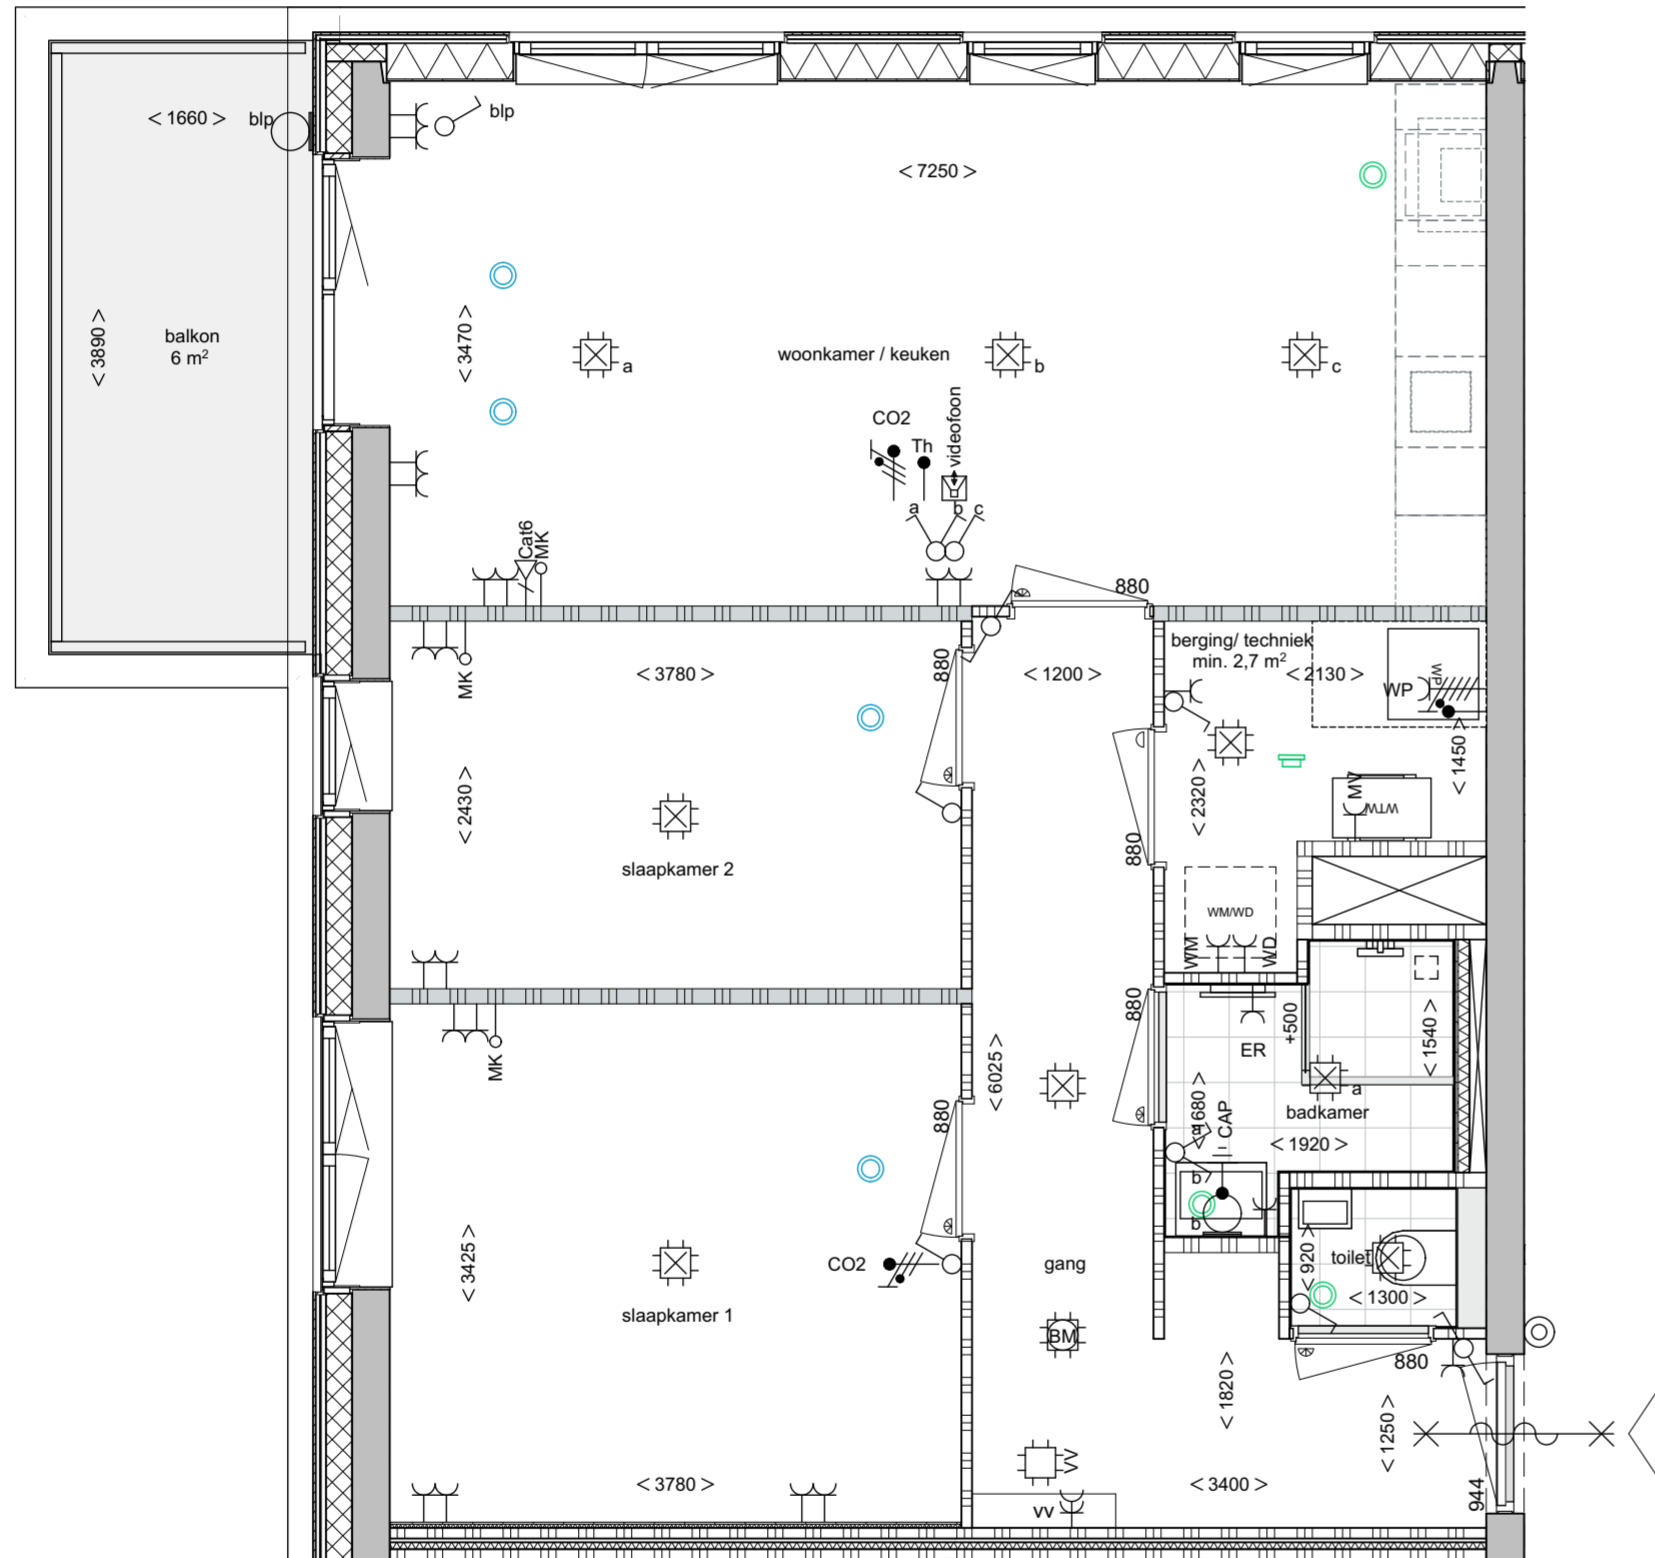 < 1660 >
blp
blp
< 7250 >
< 3890 >
balkon
6 m²
< 3470 >
a
woonkamer / keuken
b
c
CO2
Th
videofoon
a
b
c
Cat6
MK
880
MK
< 3780 >
880
< 1200 >
berging/ techniek
min. 2,7 m²
< 2130 >
WP
WP
< 1450 >
< 2430 >
< 2320 >
MV
WTW
slaapkamer 2
880
WM/WD
WM
WD
MK
880
+500
ER
< 1540 >
< 6025 >
a
880
< 1680 >
a
CAP
badkamer
< 1920 >
b
b
< 3425 >
CO2
slaapkamer 1
gang
< 920 >
toilet
< 1300 >
BM
880
< 1820 >
< 1250 >
VV
< 3780 >
vv
< 3400 >
944